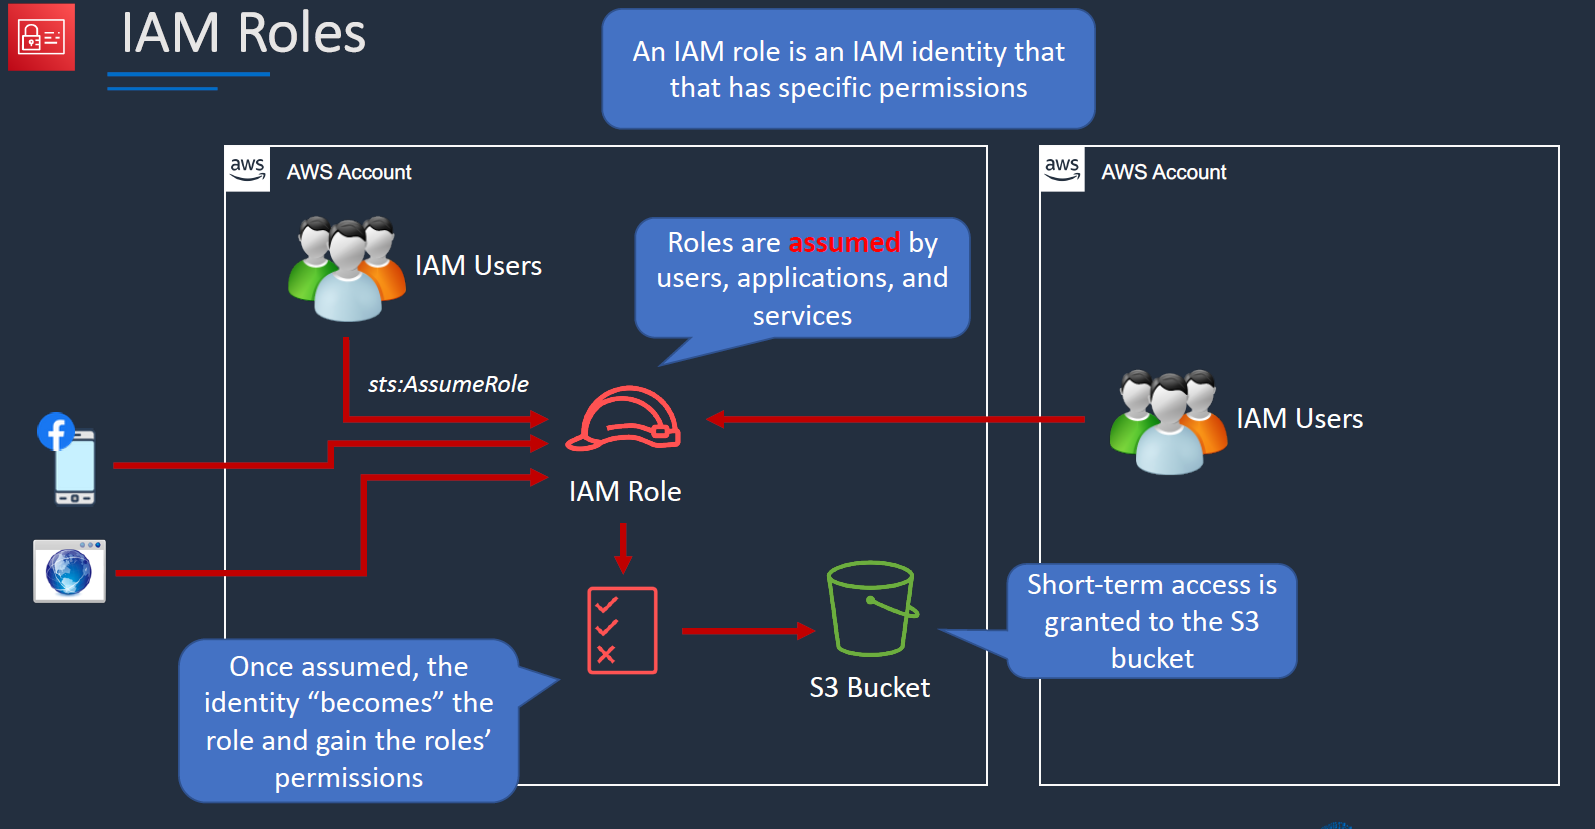 IAM Roles
An IAM role is an IAM identity that
that has specific permissions
aws
AWS Account
aws
AWS Account
IAM Users
Roles are assumed by
users, applications, and
services
sts:AssumeRole
f
IAM Users
IAM Role
Short-term access is
granted to the S3
bucket
Once assumed, the
identity “becomes” the
role and gain the roles’
permissions
S3 Bucket